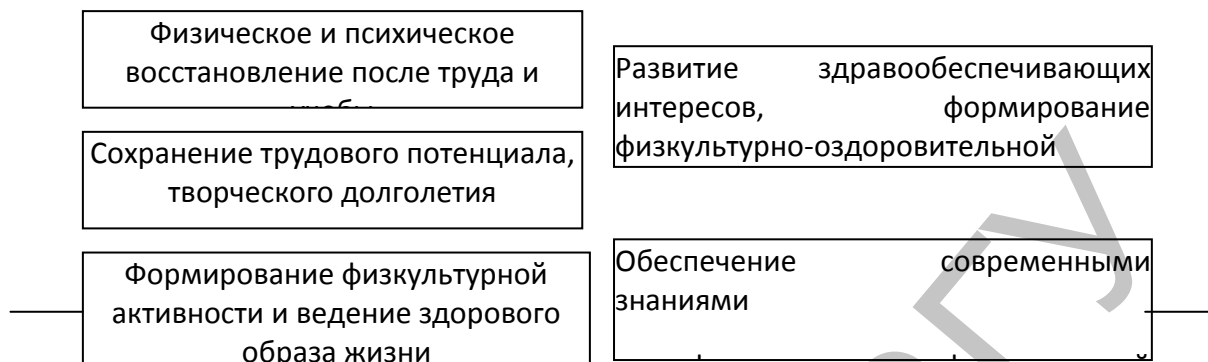 Физическое и психическое
восстановление после труда и
Сохранение трудового потенциала,
творческого долголетия
Формирование физкультурной
активности и ведение здорового
образа жизни
Развитие здравообеспечивающих
интересов, формирование
физкультурно-оздоровительной
Обеспечение современными
знаниями